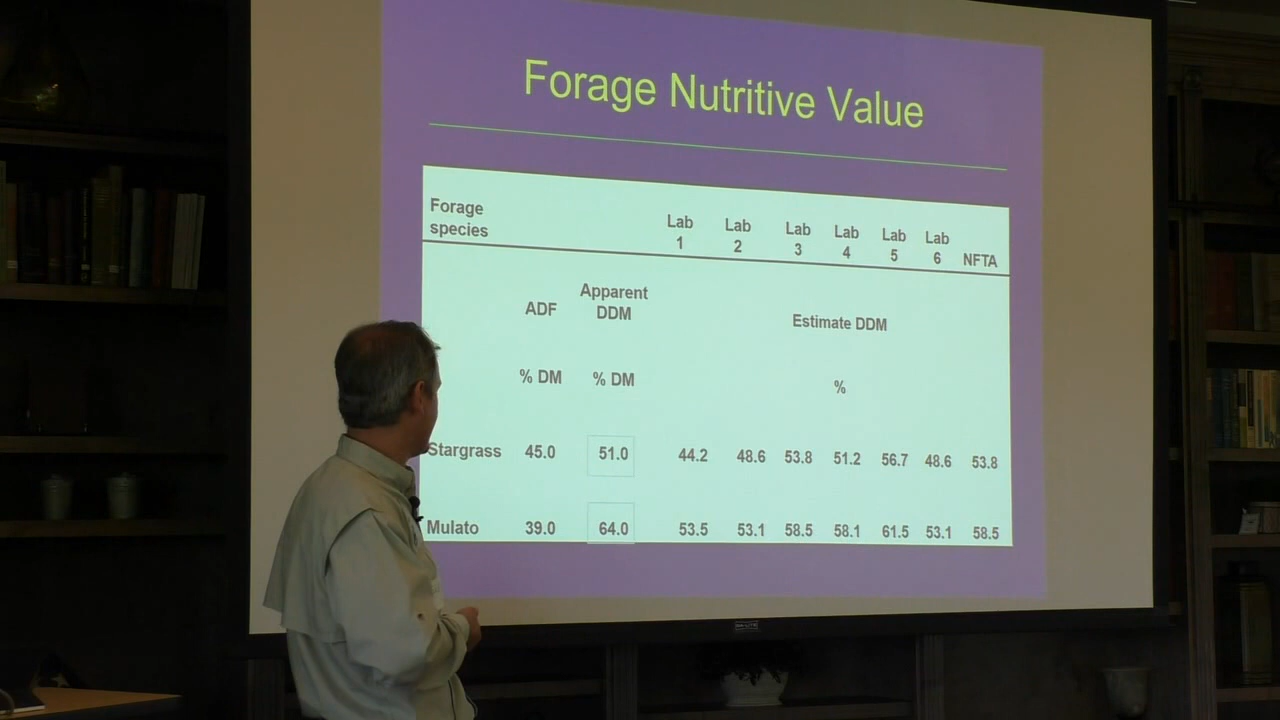 Forage Nutritive Value
Forage species Lab 1 Lab 2 Lab 3 Lab 4 Lab 5 Lab 6 NFTA
ADF Apparent DDM Estimate DDM
% DM % DM %
Stargrass 45.0 51.0 44.2 48.6 53.8 51.2 56.7 48.6 53.8
Mulato 39.0 64.0 53.5 53.1 58.5 58.1 61.5 53.1 58.5
DA-LITE